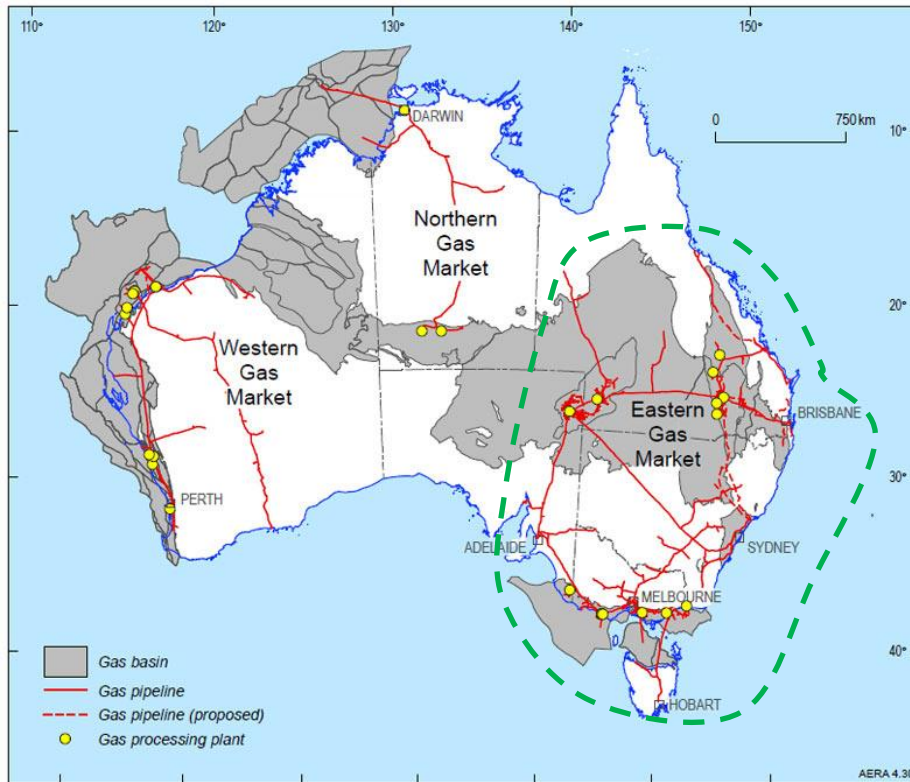 110° 120° 130° 140° 150°
DARWIN
0 750 km
10°
Northern
Gas
Market
20°
Western
Gas
Market
Eastern
Gas
Market
BRISBANE
30°
PERTH
ADELAIDE
SYDNEY
MELBOURNE
Gas basin
40°
Gas pipeline
HOBART
Gas pipeline (proposed)
Gas processing plant